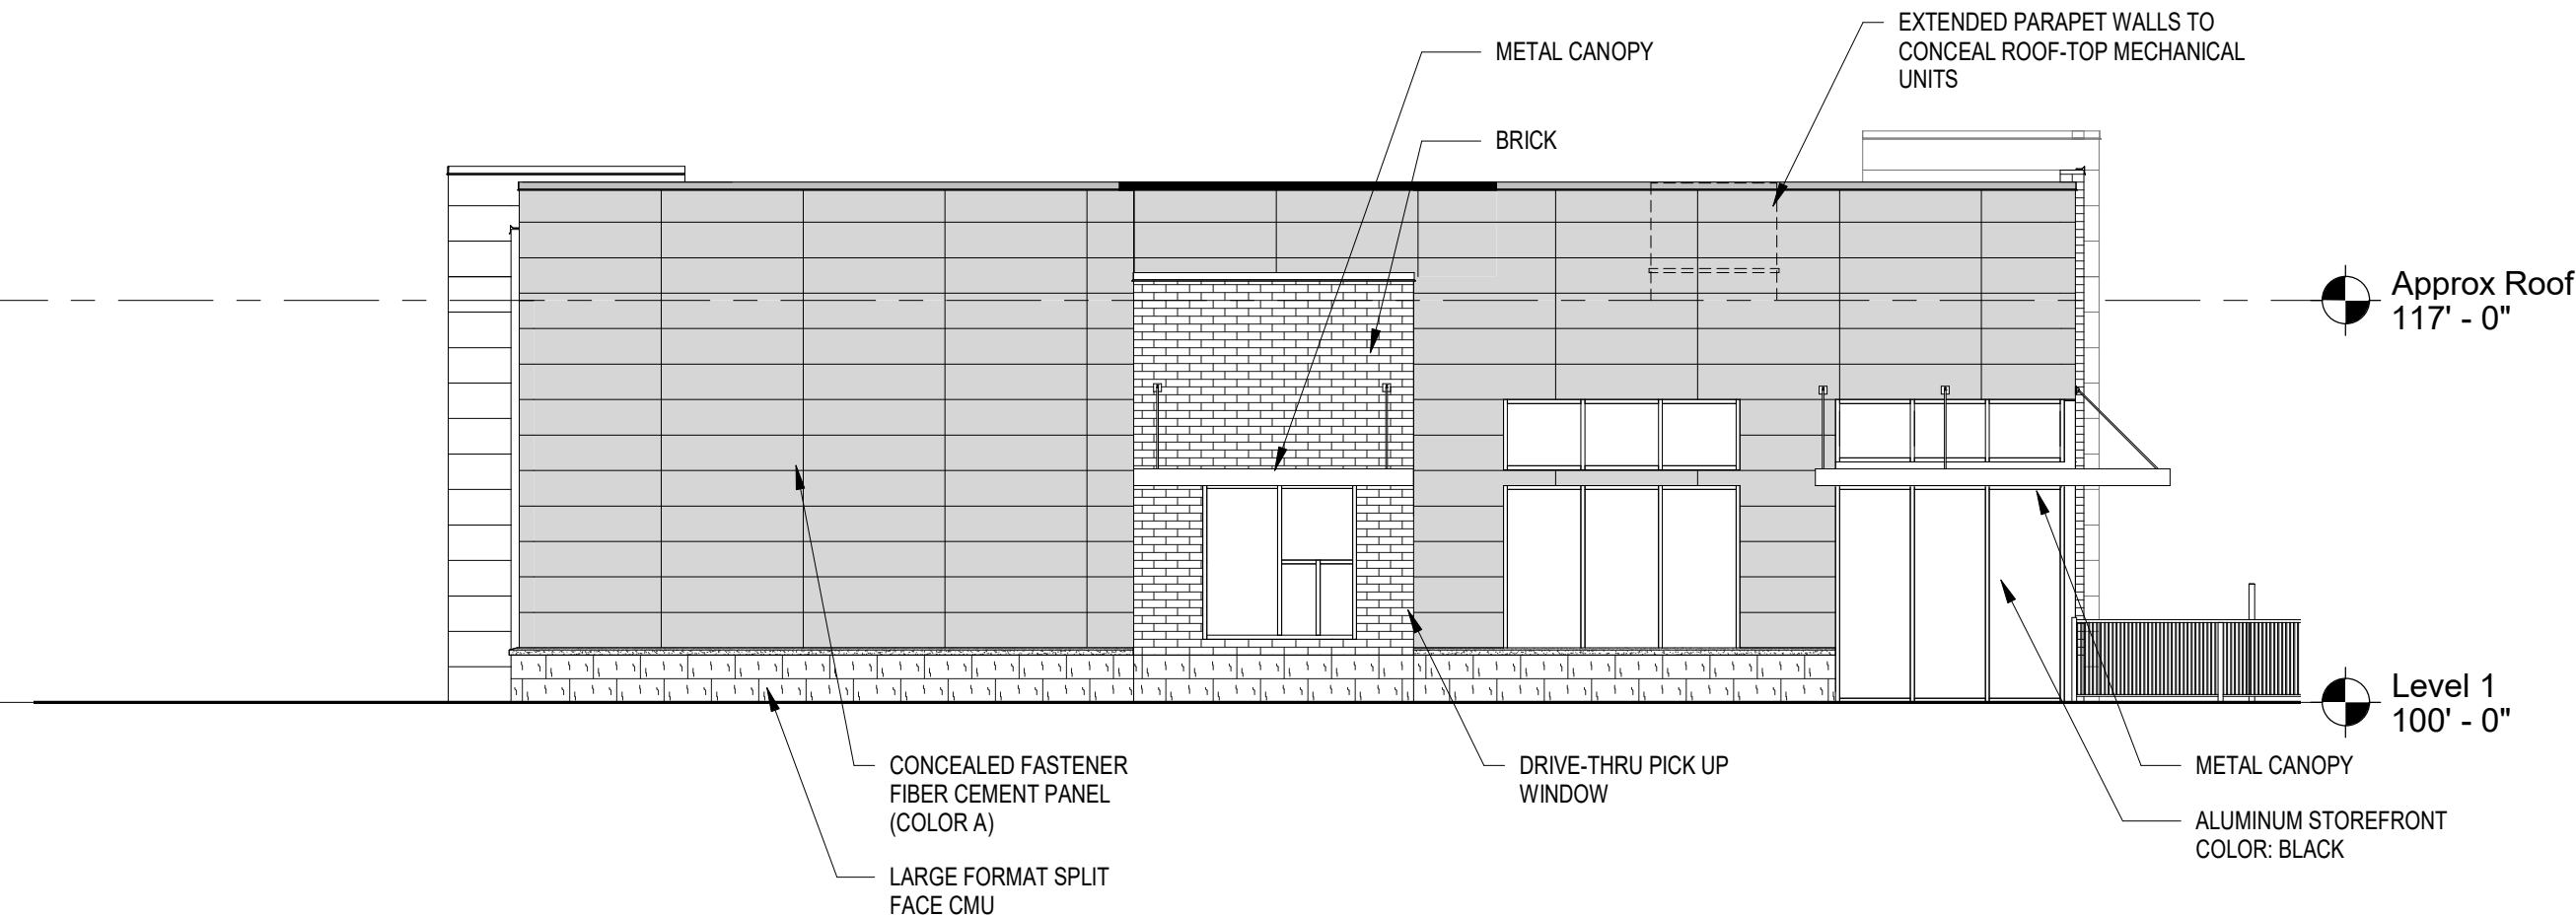 EXTENDED PARAPET WALLS TO
CONCEAL ROOF-TOP MECHANICAL
UNITS
METAL CANOPY
BRICK
Approx Roof
117' - 0"
Level 1
100' - 0"
CONCEALED FASTENER
FIBER CEMENT PANEL
(COLOR A)
LARGE FORMAT SPLIT
FACE CMU
DRIVE-THRU PICK UP
WINDOW
METAL CANOPY
ALUMINUM STOREFRONT
COLOR: BLACK